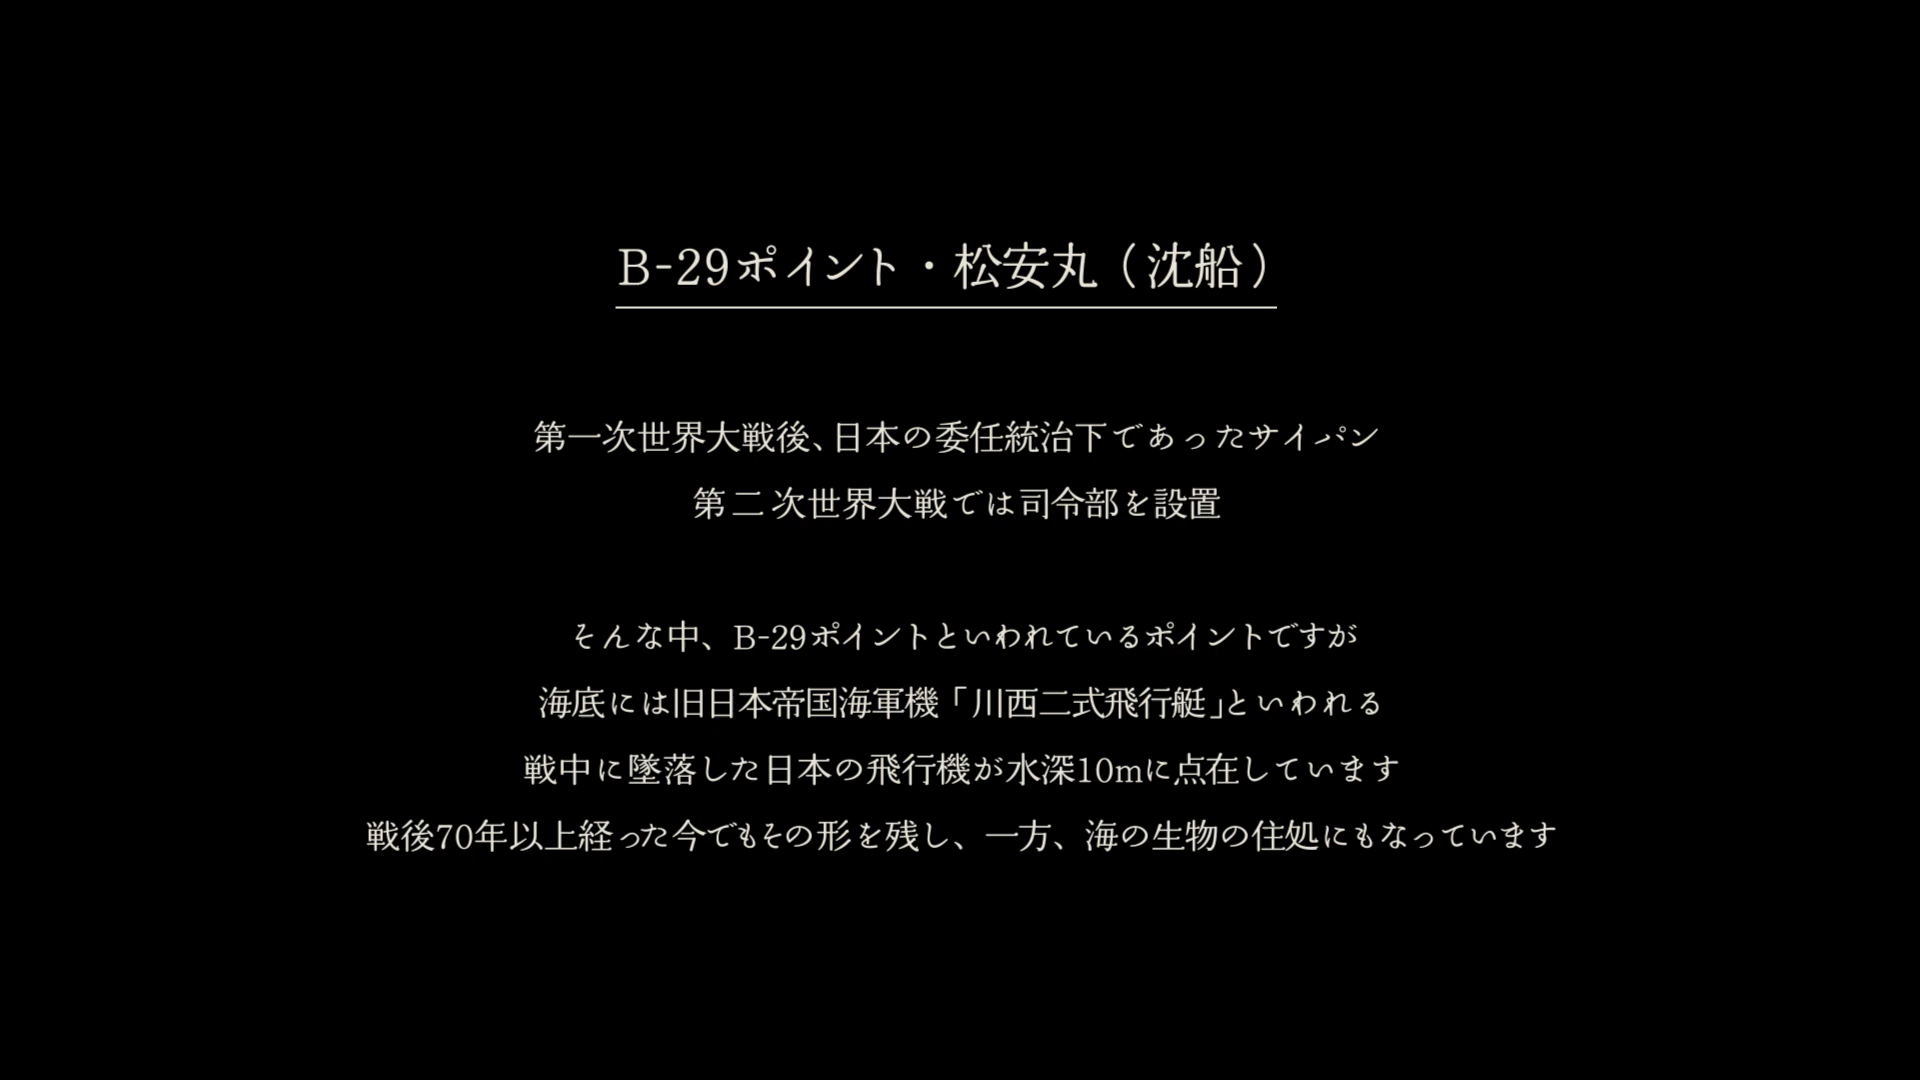 B-29ポイント・松安丸（沈船）
第一次世界大戦後、日本の委任統治下であったサイパン
第二次世界大戦では司令部を設置
そんな中、B-29ポイントといわれているポイントですが
海底には旧日本帝国海軍機「川西二式飛行艇」といわれる
戦中に墜落した日本の飛行機が水深10mに点在しています
戦後70年以上経った今でもその形を残し、一方、海の生物の住処にもなっています